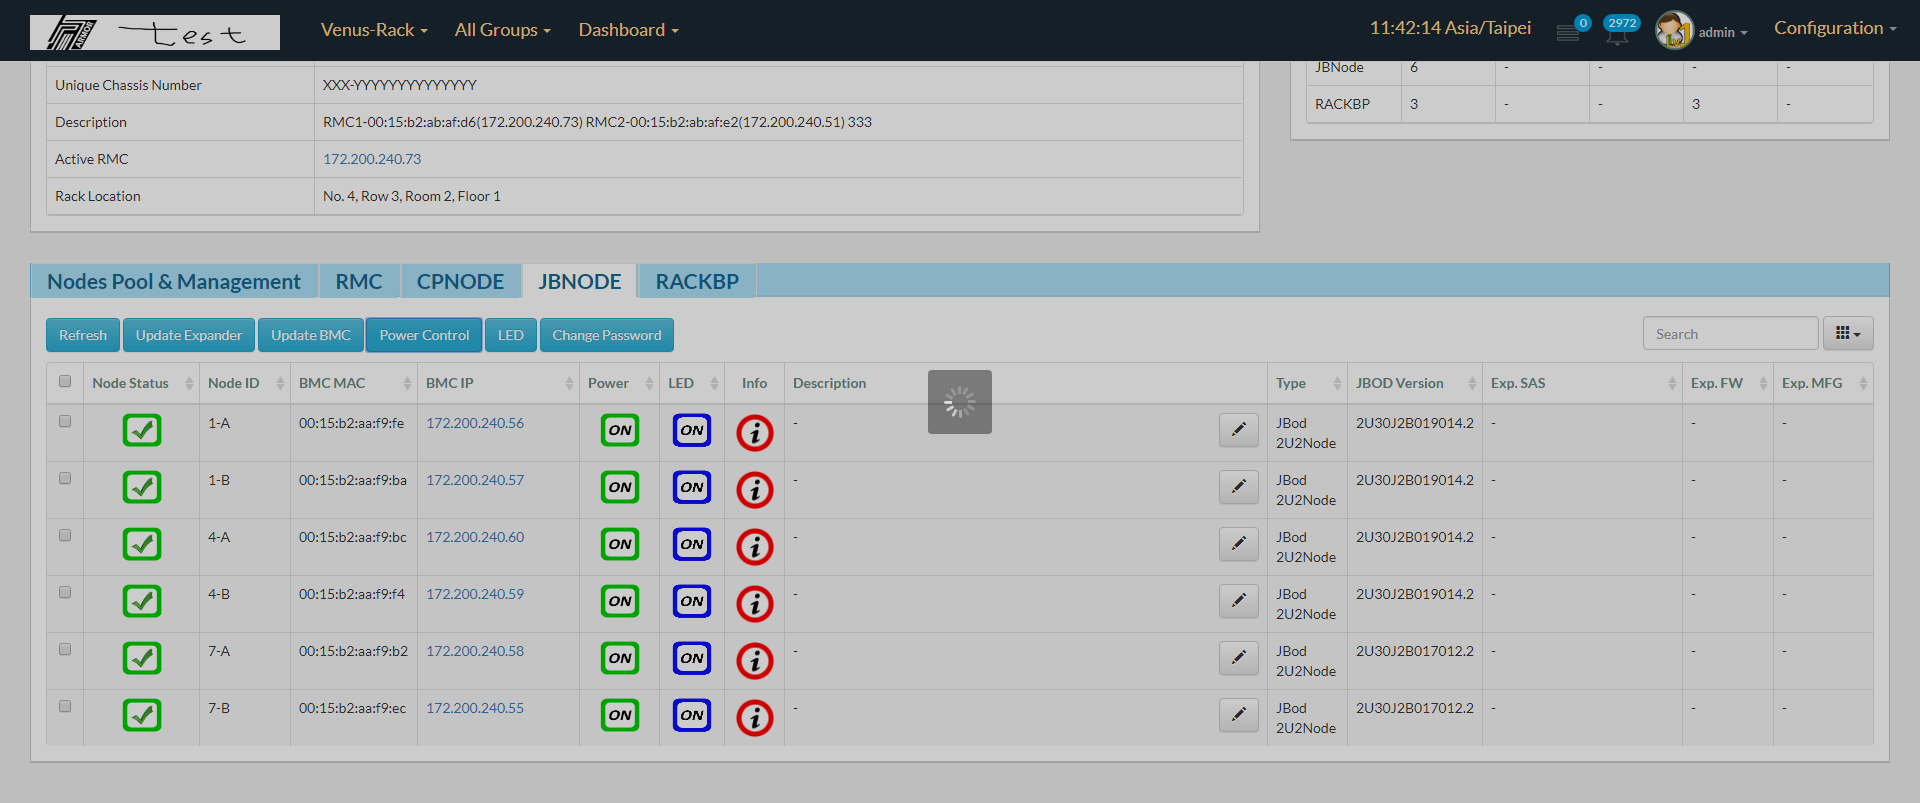 ARMOR test Venus-Rack All Groups Dashboard 11:42:14 Asia/Taipei 0 2972 admin Configuration
JBNode 6 - - - -
Unique Chassis Number XXX-YYYYYYYYYYYYYY
RACKBP 3 - - 3 -
Description RMC1-00:15:b2:ab:af:d6(172.200.240.73) RMC2-00:15:b2:ab:af:e2(172.200.240.51) 333
Active RMC 172.200.240.73
Rack Location No. 4, Row 3, Room 2, Floor 1
Nodes Pool & Management RMC CPNODE JBNODE RACKBP
Refresh Update Expander Update BMC Power Control LED Change Password Search
Node Status Node ID BMC MAC BMC IP Power LED Info Description Type JBOD Version Exp. SAS Exp. FW Exp. MFG
1-A 00:15:b2:aa:f9:fe 172.200.240.56 ON ON i - JBod 2U30J2B019014.2 - - -
2U2Node
1-B 00:15:b2:aa:f9:ba 172.200.240.57 ON ON i - JBod 2U30J2B019014.2 - - -
2U2Node
4-A 00:15:b2:aa:f9:bc 172.200.240.60 ON ON i - JBod 2U30J2B019014.2 - - -
2U2Node
4-B 00:15:b2:aa:f9:f4 172.200.240.59 ON ON i - JBod 2U30J2B019014.2 - - -
2U2Node
7-A 00:15:b2:aa:f9:b2 172.200.240.58 ON ON i - JBod 2U30J2B017012.2 - - -
2U2Node
7-B 00:15:b2:aa:f9:ec 172.200.240.55 ON ON i - JBod 2U30J2B017012.2 - - -
2U2Node